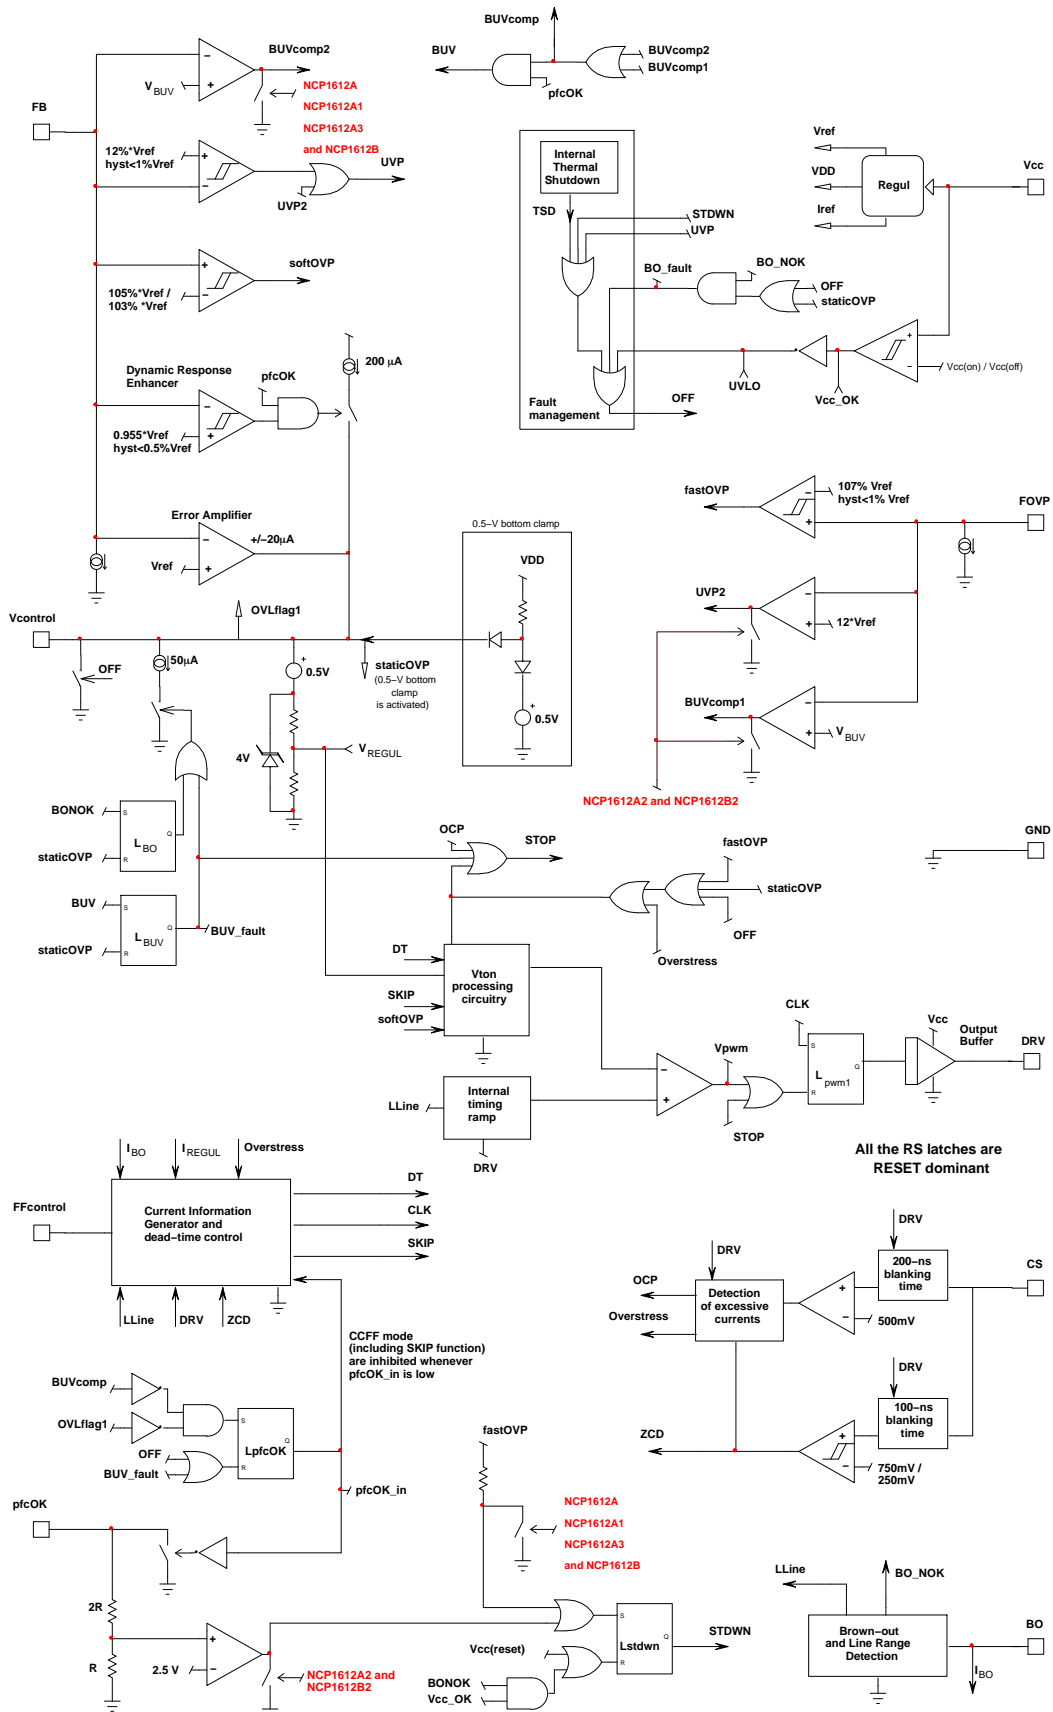 BUVcomp
BUVcomp2
BUV
BUVcomp2
BUVcomp1
pfcOK
V BUV
NCP1612A
NCP1612A1
NCP1612A3
and NCP1612B
FB
12%*Vref
hyst<1%Vref
UVP
UVP2
softOVP
105%*Vref /
103% *Vref
Internal
Thermal
Shutdown
TSD
STDWN
UVP
BO_fault
BO_NOK
OFF
staticOVP
Vref
VDD
Iref
Regul
Vcc
Vcc(on) / Vcc(off)
UVLO
Vcc_OK
OFF
Fault
management
200 µA
Dynamic Response
Enhancer
pfcOK
0.955*Vref
hyst<0.5%Vref
Error Amplifier
+/−20µA
Vref
fastOVP
107% Vref
hyst<1% Vref
FOVP
0.5−V bottom clamp
VDD
0.5V
UVP2
12*Vref
Vcontrol
OVLflag1
OFF
50µA
0.5V
staticOVP
(0.5−V bottom
clamp
is activated)
BUVcomp1
V BUV
4V
V REGUL
NCP1612A2 and NCP1612B2
BONOK
S
Q
L BO
staticOVP
R
BUV
S
Q
L BUV
BUV_fault
staticOVP
R
OCP
STOP
fastOVP
staticOVP
OFF
Overstress
GND
DT
SKIP
softOVP
Vton
processing
circuitry
CLK
S
Q
L pwm1
R
Vcc
Output
Buffer
DRV
Vpwm
STOP
LLine
Internal
timing
ramp
DRV
All the RS latches are
RESET dominant
I BO
I REGUL
Overstress
FFcontrol
Current Information
Generator and
dead−time control
DT
CLK
SKIP
LLine
DRV
ZCD
CCFF mode
(including SKIP function)
are inhibited whenever
pfcOK_in is low
DRV
DRV
OCP
Overstress
Detection
of excessive
currents
200−ns
blanking
time
CS
500mV
DRV
100−ns
blanking
time
ZCD
750mV /
250mV
BUVcomp
OVLflag1
S
Q
LpfcOK
OFF
BUV_fault
R
pfcOK_in
pfcOK
fastOVP
NCP1612A
NCP1612A1
NCP1612A3
and NCP1612B
2R
R
2.5 V
NCP1612A2 and
NCP1612B2
S
Q
Lstdwn
R
STDWN
Vcc(reset)
BONOK
Vcc_OK
LLine
BO_NOK
Brown−out
and Line Range
Detection
BO
I BO